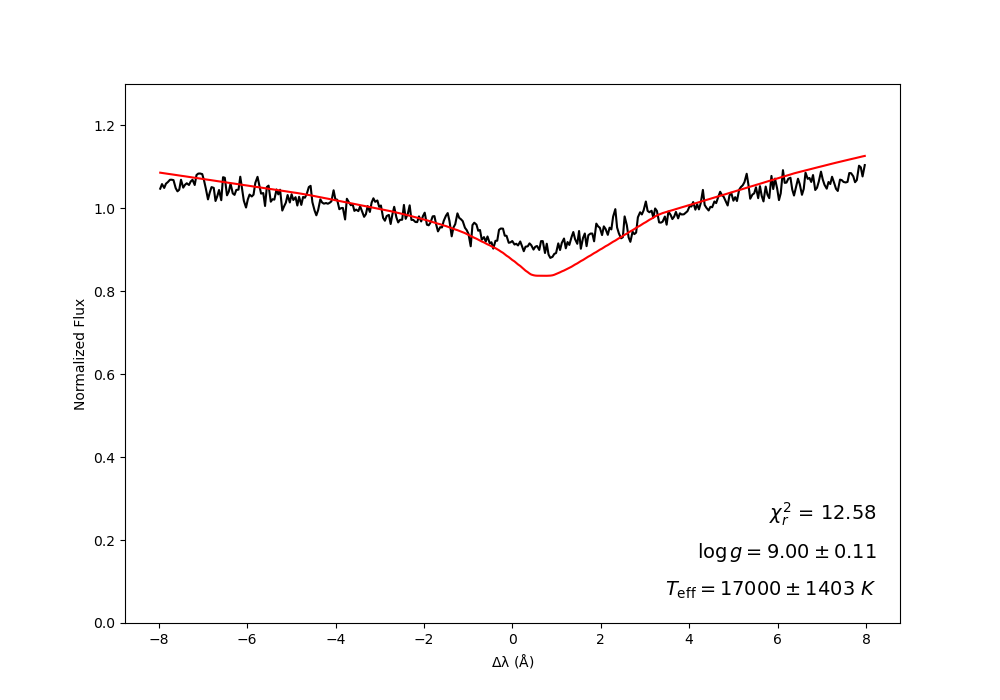 1.2
1.0
0.8
0.6
0.4
0.2
0.0
Normalized Flux
χ²ᵣ = 12.58
log g = 9.00 ± 0.11
T_eff = 17000 ± 1403 K
−8 −6 −4 −2 0 2 4 6 8
Δλ (Å)